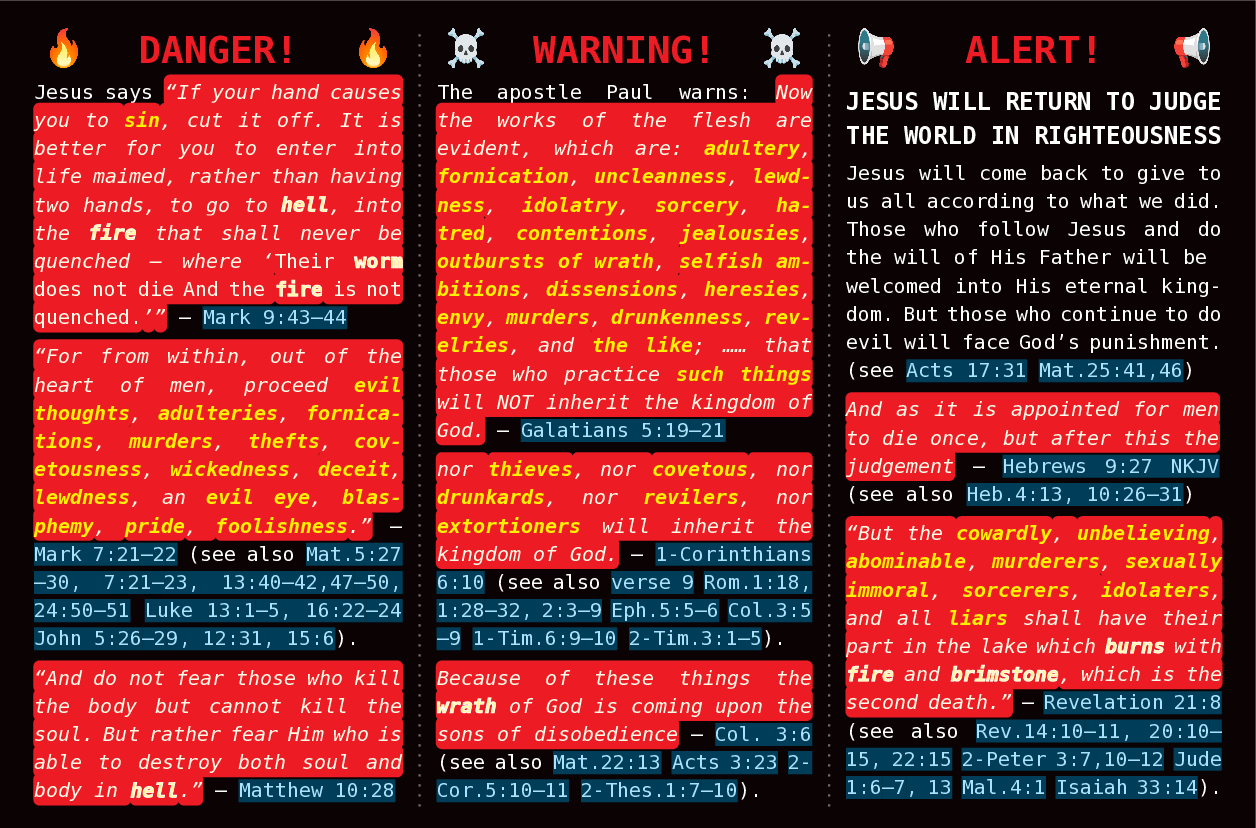 DANGER!
Jesus says “If your hand causes
you to sin, cut it off. It is
better for you to enter into
life maimed, rather than having
two hands, to go to hell, into
the fire that shall never be
quenched — where ‘Their worm
does not die And the fire is not
quenched.’” — Mark 9:43–44
“For from within, out of the
heart of men, proceed evil
thoughts, adulteries, fornica-
tions, murders, thefts, cov-
etousness, wickedness, deceit,
lewdness, an evil eye, blas-
phemy, pride, foolishness.” —
Mark 7:21–22 (see also Mat.5:27
–30, 7:21–23, 13:40–42,47–50,
24:50–51 Luke 13:1–5, 16:22–24
John 5:26–29, 12:31, 15:6).
“And do not fear those who kill
the body but cannot kill the
soul. But rather fear Him who is
able to destroy both soul and
body in hell.” — Matthew 10:28
WARNING!
The apostle Paul warns: Now
the works of the flesh are
evident, which are: adultery,
fornication, uncleanness, lewd-
ness, idolatry, sorcery, ha-
tred, contentions, jealousies,
outbursts of wrath, selfish am-
bitions, dissensions, heresies,
envy, murders, drunkenness, rev-
elries, and the like; …… that
those who practice such things
will NOT inherit the kingdom of
God. — Galatians 5:19–21
nor thieves, nor covetous, nor
drunkards, nor revilers, nor
extortioners will inherit the
kingdom of God. — 1-Corinthians
6:10 (see also verse 9 Rom.1:18,
1:28–32, 2:3–9 Eph.5:5–6 Col.3:5
–9 1-Tim.6:9–10 2-Tim.3:1–5).
Because of these things the
wrath of God is coming upon the
sons of disobedience — Col. 3:6
(see also Mat.22:13 Acts 3:23 2-
Cor.5:10–11 2-Thes.1:7–10).
ALERT!
JESUS WILL RETURN TO JUDGE
THE WORLD IN RIGHTEOUSNESS
Jesus will come back to give to
us all according to what we did.
Those who follow Jesus and do
the will of His Father will be
welcomed into His eternal king-
dom. But those who continue to do
evil will face God’s punishment.
(see Acts 17:31 Mat.25:41,46)
And as it is appointed for men
to die once, but after this the
judgement — Hebrews 9:27 NKJV
(see also Heb.4:13, 10:26–31)
“But the cowardly, unbelieving,
abominable, murderers, sexually
immoral, sorcerers, idolaters,
and all liars shall have their
part in the lake which burns with
fire and brimstone, which is the
second death.” — Revelation 21:8
(see also Rev.14:10–11, 20:10–
15, 22:15 2-Peter 3:7,10–12 Jude
1:6–7, 13 Mal.4:1 Isaiah 33:14).